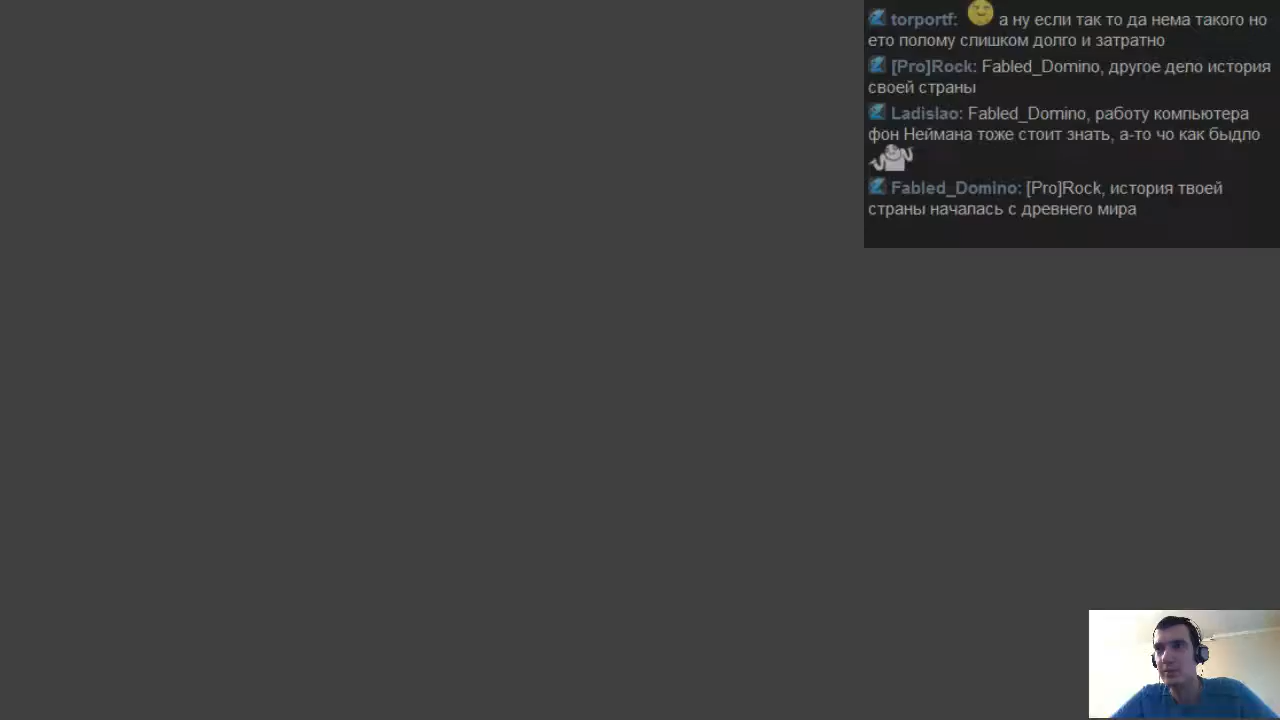 torportf: а ну если так то да нема такого но
ето полому слишком долго и затратно
[Pro]Rock: Fabled_Domino, другое дело история
своей страны
Ladislao: Fabled_Domino, работу компьютера
фон Неймана тоже стоит знать, а-то чо как быдло
Fabled_Domino: [Pro]Rock, история твоей
страны началась с древнего мира